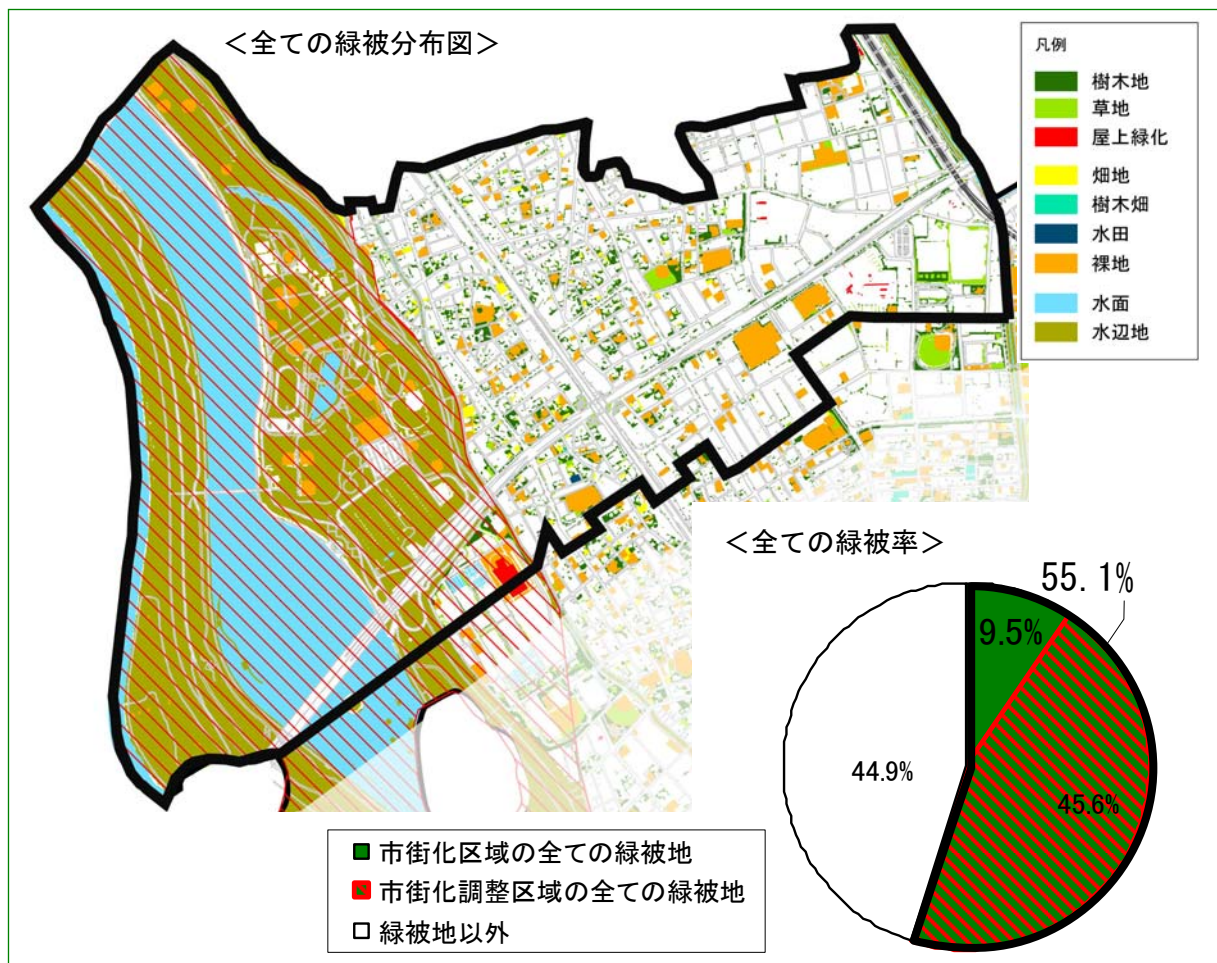 ＜全ての緑被分布図＞
凡例
樹木地
草地
屋上緑化
畑地
樹木畑
水田
裸地
水面
水辺地
＜全ての緑被率＞
55.1%
9.5%
44.9%
45.6%
市街化区域の全ての緑被地
市街化調整区域の全ての緑被地
緑被地以外